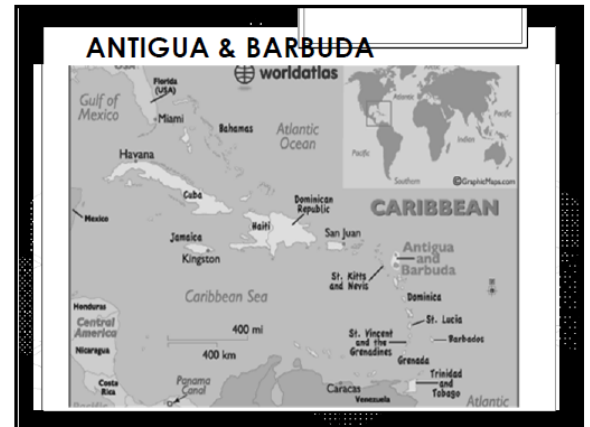 ANTIGUA & BARBUDA
USA
worldatlas
Florida
(USA)
Gulf of
Mexico
Miami
Bahamas
Atlantic
Ocean
Havana
Cuba
Mexico
Jamaica
Kingston
Haiti
Dominican
Republic
San Juan
Atlantic
Pacific
Indian
Pacific
Southern
©GraphicMaps.com
CARIBBEAN
Antigua
and
Barbuda
St. Kitts
and Nevis
Dominica
St. Lucia
Barbados
St. Vincent
and the
Grenadines
Grenada
Trinidad
and
Tobago
Caribbean Sea
400 mi
400 km
Honduras
Central
America
Nicaragua
Costa
Rica
Panama
Canal
Caracas
Venezuela
Atlantic
Pacific